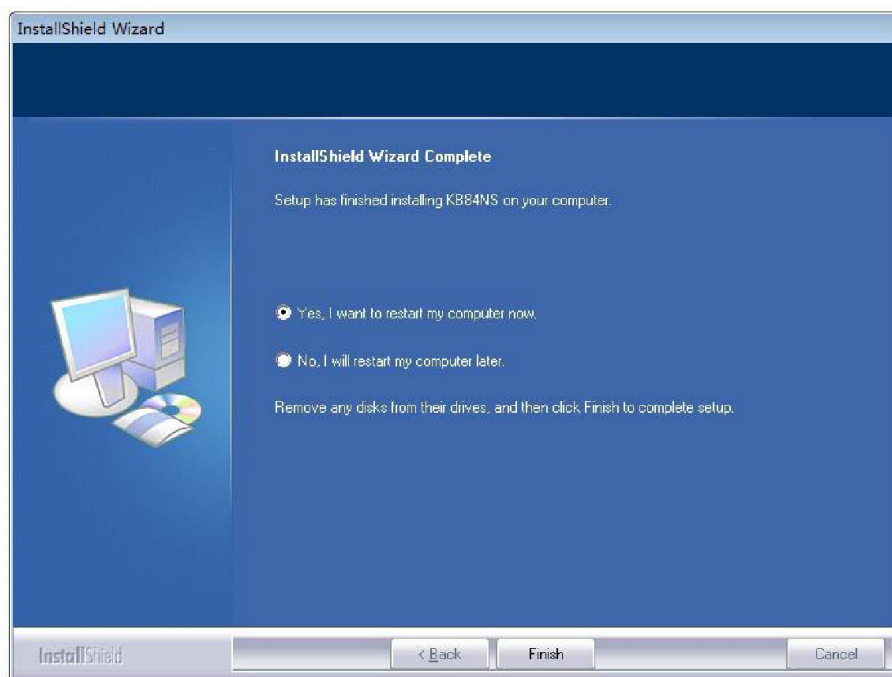 InstallShield Wizard
InstallShield Wizard Complete
Setup has finished installing KB84NS on your computer.
Yes, I want to restart my computer now.
No, I will restart my computer later.
Remove any disks from their drives, and then click Finish to complete setup.
InstallShield
< Back
Finish
Cancel